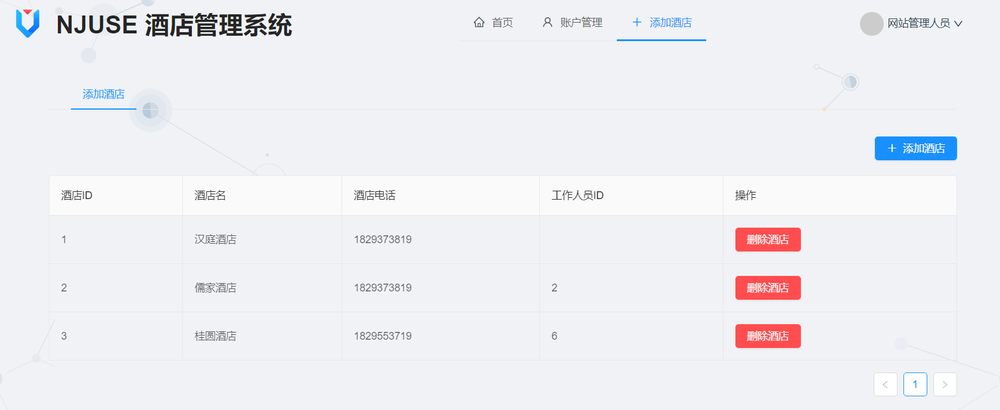 NJUSE 酒店管理系统
首页 账户管理 添加酒店
网站管理人员
添加酒店
添加酒店
酒店ID 酒店名 酒店电话 工作人员ID 操作
1 汉庭酒店 1829373819 删除酒店
2 儒家酒店 1829373819 2 删除酒店
3 桂圆酒店 1829553719 6 删除酒店
< 1 >